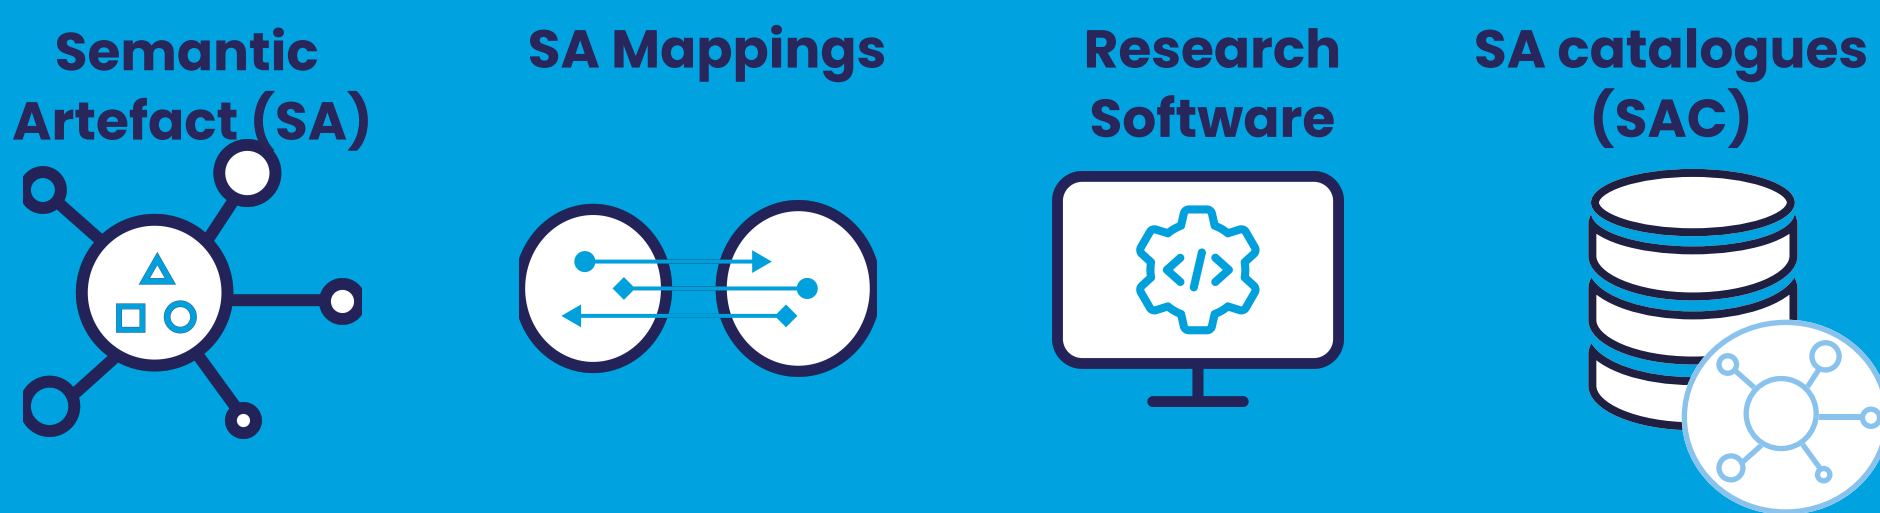 Semantic
Artefact (SA)
SA Mappings
Research
Software
</>
SA catalogues
(SAC)